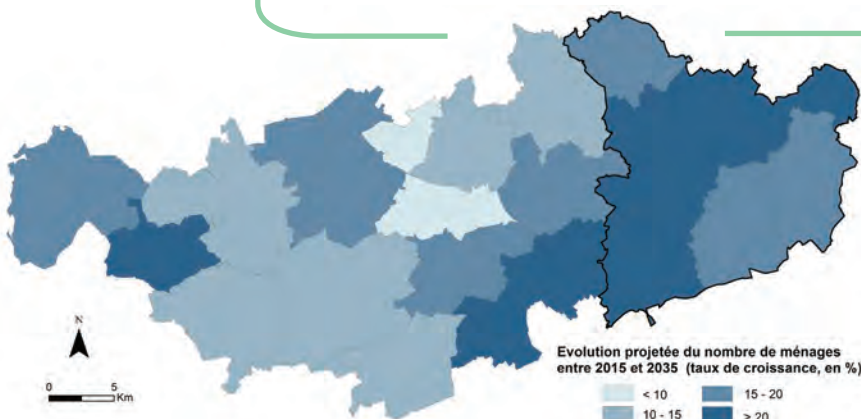 N
0 5
Km
Evolution projetée du nombre de ménages
entre 2015 et 2035 (taux de croissance, en %)
< 10 15 - 20
10 - 15 > 20